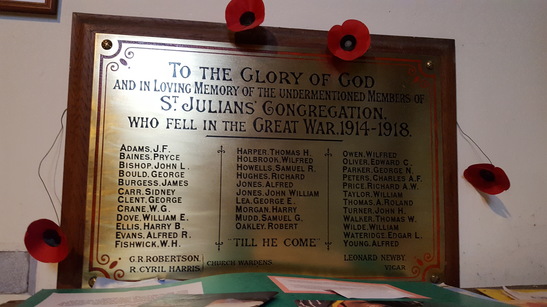 TO THE GLORY OF GOD
AND IN LOVING MEMORY OF THE UNDERMENTIONED MEMBERS OF
ST JULIANS' CONGREGATION.
WHO FELL IN THE GREAT WAR. 1914-1918.
ADAMS, J.F.
BAINES, PRYCE.
BISHOP, JOHN L.
BOULD, GEORGE
BURGESS, JAMES
CARR, SIDNEY
CLENT, GEORGE
CRANE, W.G.
DOVE, WILLIAM E.
ELLIS, HARRY B.
EVANS, ALFRED R.
FISHWICK, W.H.
HARPER, THOMAS H.
HOLBROOK, WILFRED
HOWELLS, SAMUEL R.
HUGHES, RICHARD
JONES, ALFRED
JONES, JOHN WILLIAM
LEA, GEORGE E.
MORGAN, HARRY
MUDD, SAMUEL G.
OAKLEY, ROBERT
"TILL HE COME"
OWEN, WILFRED
OLIVER, EDWARD C.
PARKER, GEORGE N.
PETERS, CHARLES A.F.
PRICE, RICHARD A.W.
TAYLOR, WILLIAM
THOMAS, A. ROLAND
TURNER, JOHN H.
WALKER, THOMAS W.
WILDE, WILLIAM
WATERIDGE, EDGAR L.
YOUNG, ALFRED
G.R. ROBERTSON
R. CYRIL HARRIS
CHURCH WARDENS
LEONARD NEWBY
VICAR